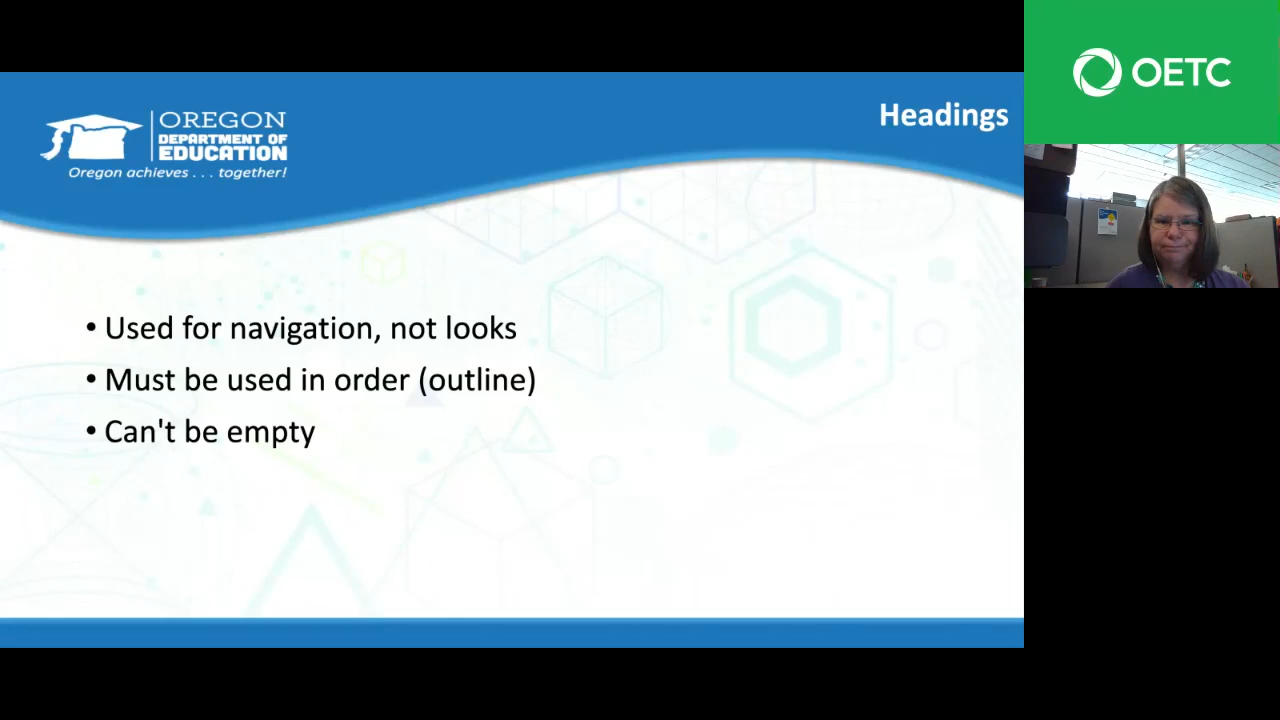 OREGON
DEPARTMENT OF
EDUCATION
Oregon achieves . . . together!
Headings
OETC
• Used for navigation, not looks
• Must be used in order (outline)
• Can't be empty